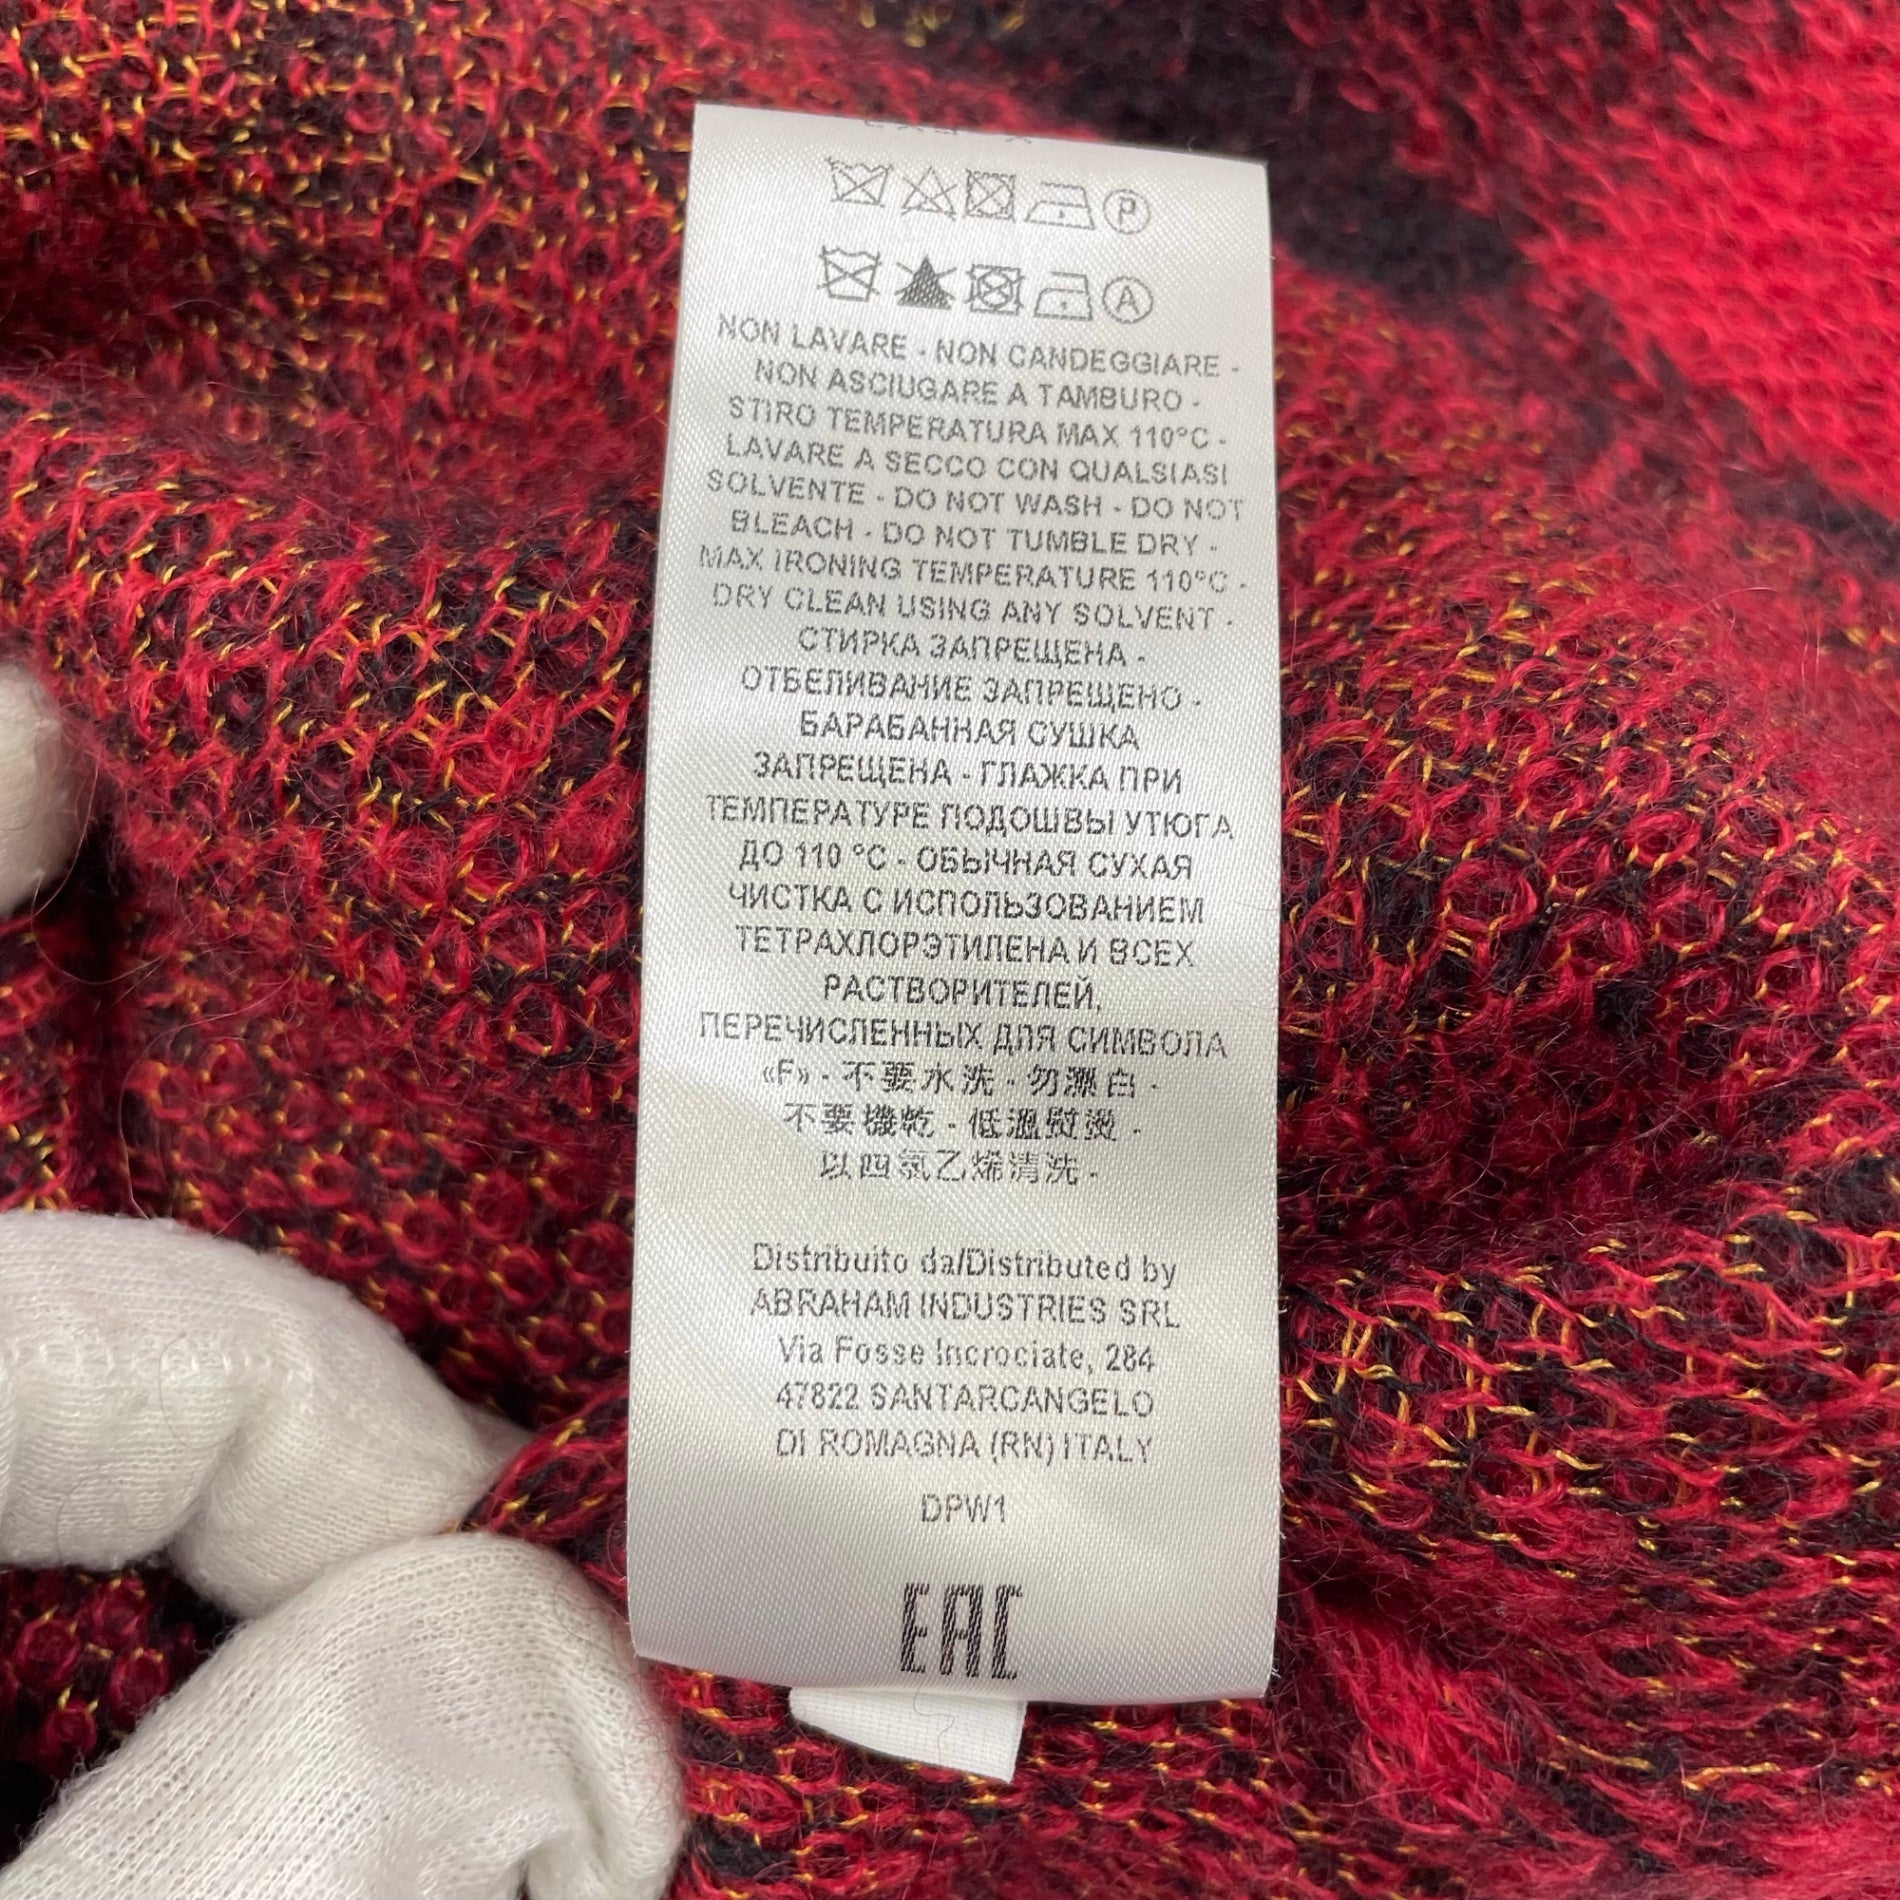 P
A
NON LAVARE - NON CANDEGGIARE -
NON ASCIUGARE A TAMBURO -
STIRO TEMPERATURA MAX 110°C -
LAVARE A SECCO CON QUALSIASI
SOLVENTE - DO NOT WASH - DO NOT
BLEACH - DO NOT TUMBLE DRY -
MAX IRONING TEMPERATURE 110°C -
DRY CLEAN USING ANY SOLVENT -
СТИРКА ЗАПРЕЩЕНА -
ОТБЕЛИВАНИЕ ЗАПРЕЩЕНО -
БАРАБАННАЯ СУШКА
ЗАПРЕЩЕНА - ГЛАЖКА ПРИ
ТЕМПЕРАТУРЕ ПОДОШВЫ УТЮГА
ДО 110 °C - ОБЫЧНАЯ СУХАЯ
ЧИСТКА С ИСПОЛЬЗОВАНИЕМ
ТЕТРАХЛОРЭТИЛЕНА И ВСЕХ
РАСТВОРИТЕЛЕЙ,
ПЕРЕЧИСЛЕННЫХ ДЛЯ СИМВОЛА
«F» - 不要水洗 - 勿漂白 -
不要機乾 - 低溫熨燙 -
以四氯乙烯清洗 -
Distribuito da/Distributed by
ABRAHAM INDUSTRIES SRL
Via Fosse Incrociate, 284
47822 SANTARCANGELO
DI ROMAGNA (RN) ITALY
DPW1
EAC